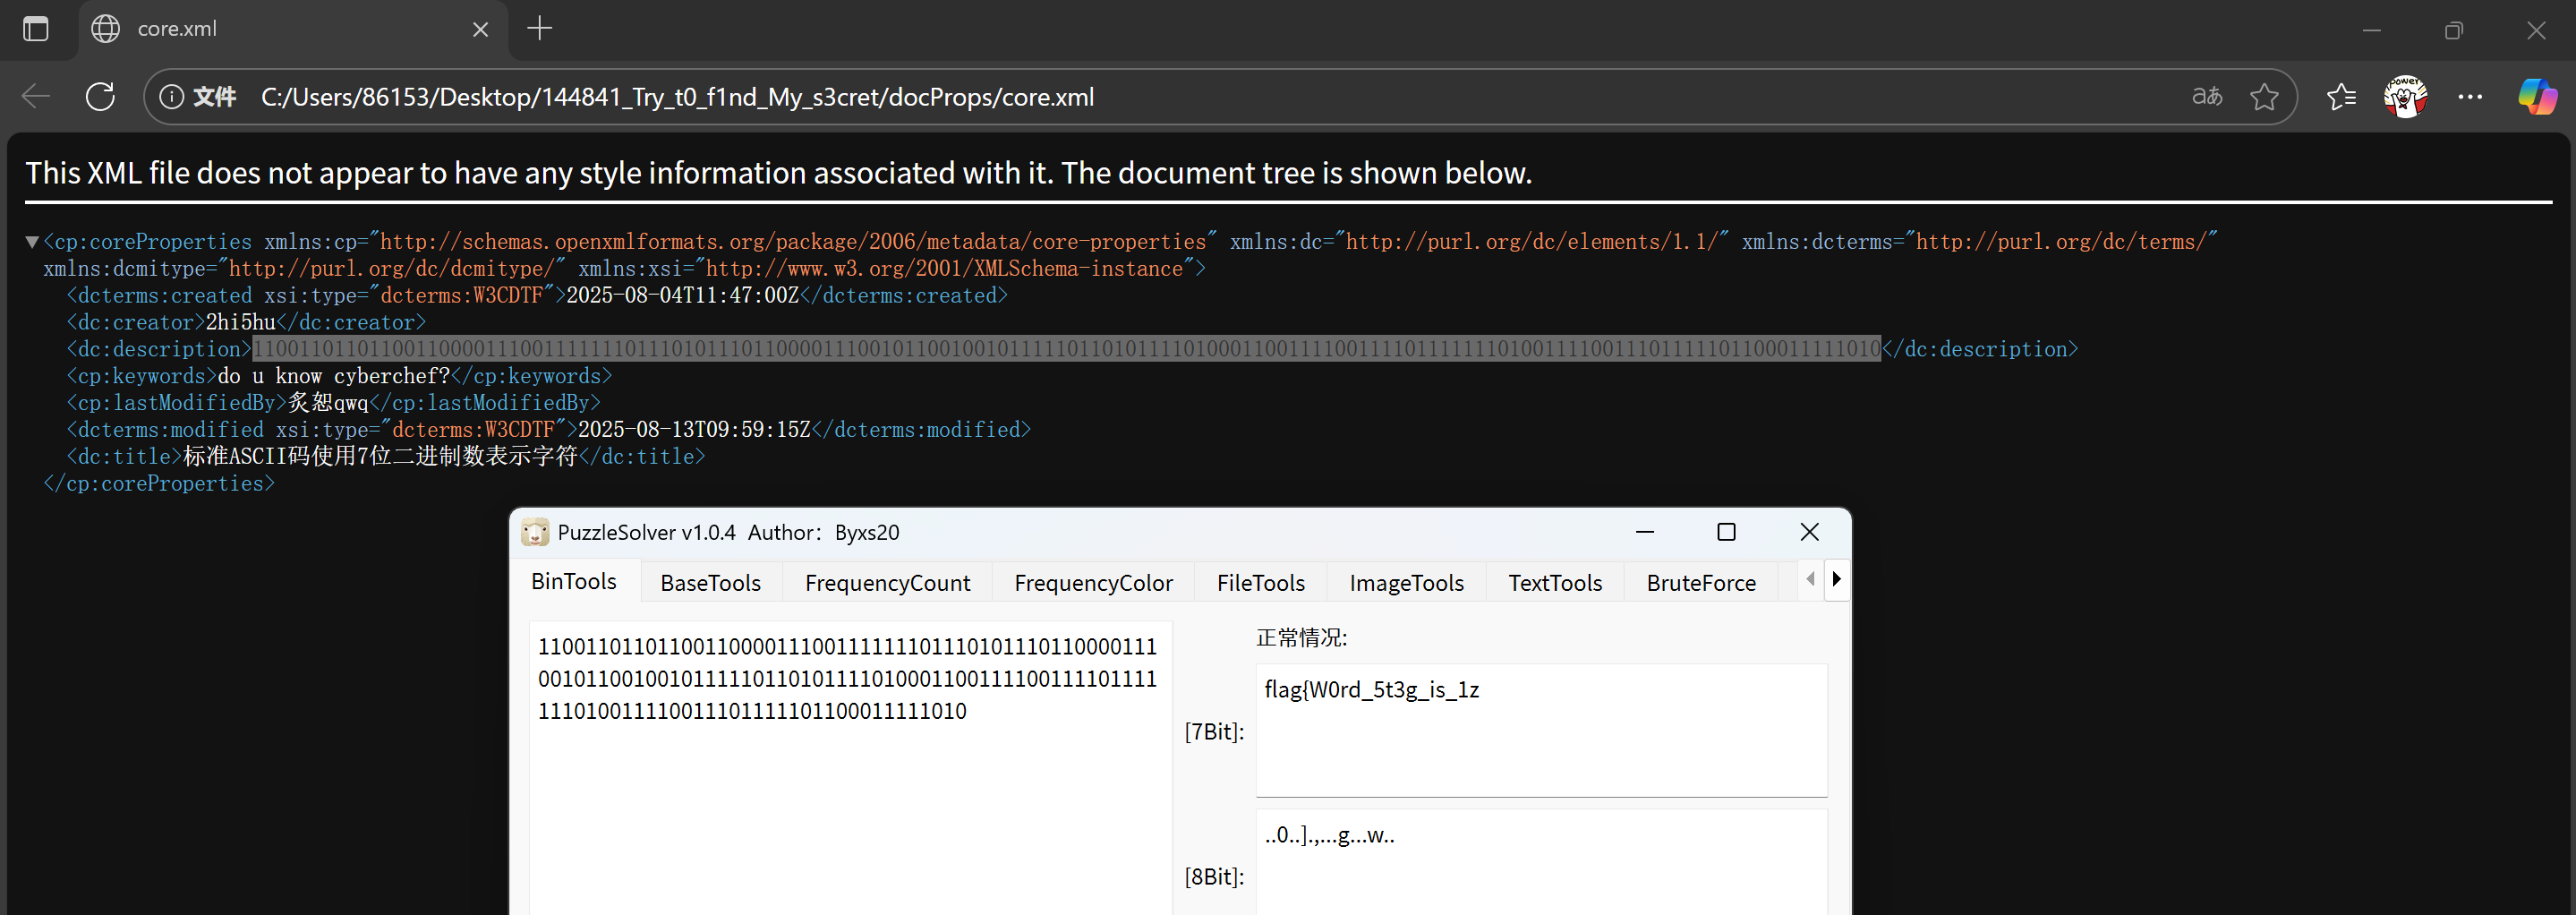 core.xml
文件 C:/Users/86153/Desktop/144841_Try_t0_f1nd_My_s3cret/docProps/core.xml aあ
This XML file does not appear to have any style information associated with it. The document tree is shown below.
▼<cp:coreProperties xmlns:cp="http://schemas.openxmlformats.org/package/2006/metadata/core-properties" xmlns:dc="http://purl.org/dc/elements/1.1/" xmlns:dcterms="http://purl.org/dc/terms/"
xmlns:dcmitype="http://purl.org/dc/dcmitype/" xmlns:xsi="http://www.w3.org/2001/XMLSchema-instance">
<dcterms:created xsi:type="dcterms:W3CDTF">2025-08-04T11:47:00Z</dcterms:created>
<dc:creator>2hi5hu</dc:creator>
<dc:description>11001101101100110000111001111111011101011101100001110010110010010111110110101111010001100111100111101111111010011110011101111101100011111010</dc:description>
<cp:keywords>do u know cyberchef?</cp:keywords>
<cp:lastModifiedBy>炙恕qwq</cp:lastModifiedBy>
<dcterms:modified xsi:type="dcterms:W3CDTF">2025-08-13T09:59:15Z</dcterms:modified>
<dc:title>标准ASCII码使用7位二进制数表示字符</dc:title>
</cp:coreProperties>
PuzzleSolver v1.0.4 Author：Byxs20
BinTools BaseTools FrequencyCount FrequencyColor FileTools ImageTools TextTools BruteForce
1100110110110011000011100111111101110101110110000111
0010110010010111110110101111010001100111100111101111
111010011110011101111101100011111010
正常情况:
[7Bit]:
flag{W0rd_5t3g_is_1z
[8Bit]:
..0..].,...g...w..